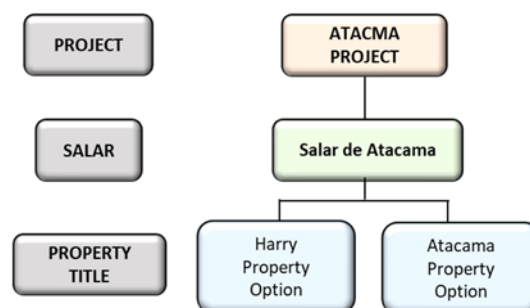 PROJECT
ATACMA
PROJECT
SALAR
Salar de Atacama
PROPERTY
TITLE
Harry
Property
Option
Atacama
Property
Option